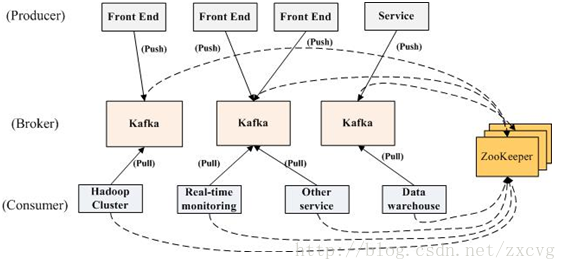 (Producer)
Front End
Front End
Front End
Service
(Push)
(Push)
(Push)
(Push)
(Broker)
Kafka
Kafka
Kafka
ZooKeeper
(Pull)
(Pull)
(Pull)
(Pull)
(Consumer)
Hadoop
Cluster
Real-time
monitoring
Other
service
Data
warehouse
http://blog.csdn.net/zxcvg